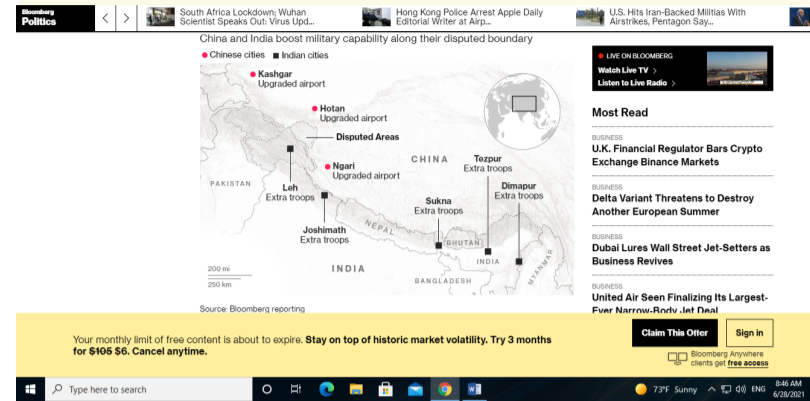 Bloomberg
Politics
South Africa Lockdown; Wuhan
Scientist Speaks Out: Virus Upd...
Hong Kong Police Arrest Apple Daily
Editorial Writer at Airp...
U.S. Hits Iran-Backed Militias With
Airstrikes, Pentagon Say...
China and India boost military capability along their disputed boundary
Chinese cities Indian cities
Kashgar
Upgraded airport
Hotan
Upgraded airport
Disputed Areas
Ngari
Upgraded airport
CHINA
Tezpur
Extra troops
Dimapur
Extra troops
PAKISTAN
Leh
Extra troops
Sukna
Extra troops
Joshimath
Extra troops
NEPAL
BHUTAN
INDIA
MYANMAR
INDIA
BANGLADESH
200 mi
250 km
Source: Bloomberg reporting
LIVE ON BLOOMBERG
Watch Live TV >
Listen to Live Radio >
Most Read
BUSINESS
U.K. Financial Regulator Bars Crypto
Exchange Binance Markets
BUSINESS
Delta Variant Threatens to Destroy
Another European Summer
BUSINESS
Dubai Lures Wall Street Jet-Setters as
Business Revives
BUSINESS
United Air Seen Finalizing Its Largest-
Ever Narrow-Body Jet Deal
Your monthly limit of free content is about to expire. Stay on top of historic market volatility. Try 3 months
for $105 $6. Cancel anytime.
Claim This Offer
Sign in
Bloomberg Anywhere
clients get free access
Type here to search
73°F Sunny
ENG
8:46 AM
6/28/2021